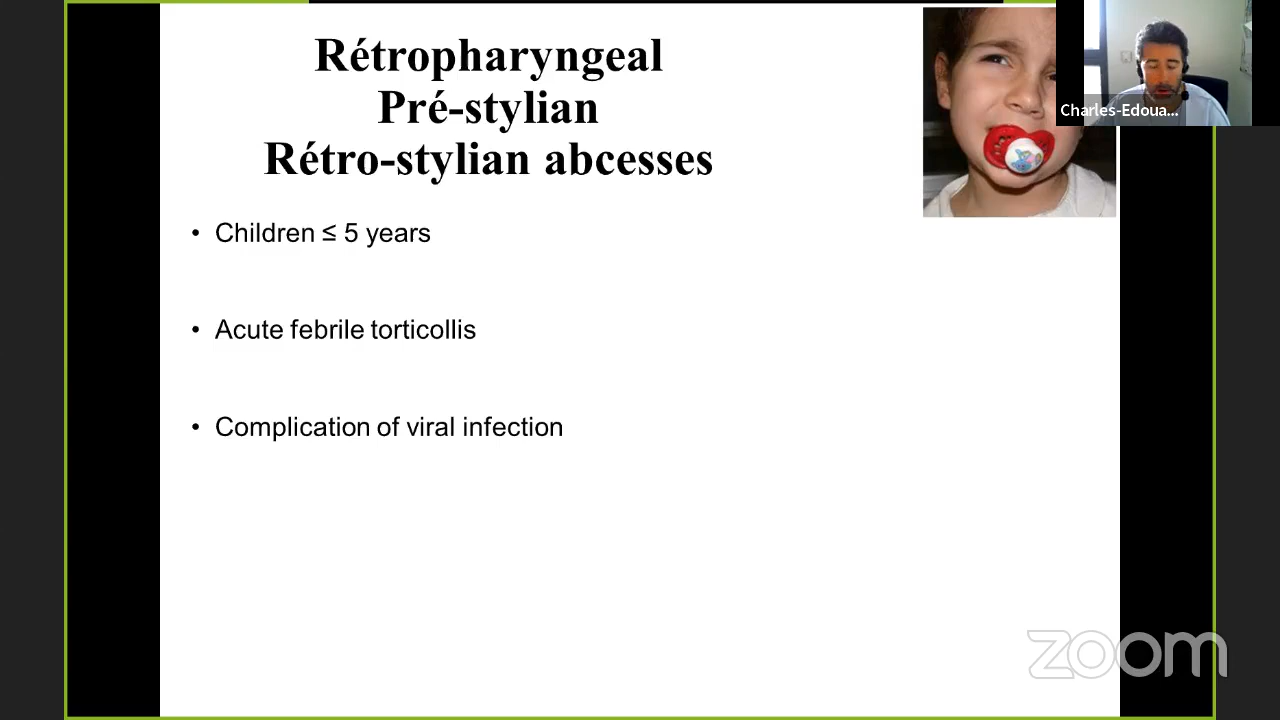 Rétropharyngeal
Pré-stylian
Rétro-stylian abcesses
Charles-Edoua...
• Children ≤ 5 years
• Acute febrile torticollis
• Complication of viral infection
zoom